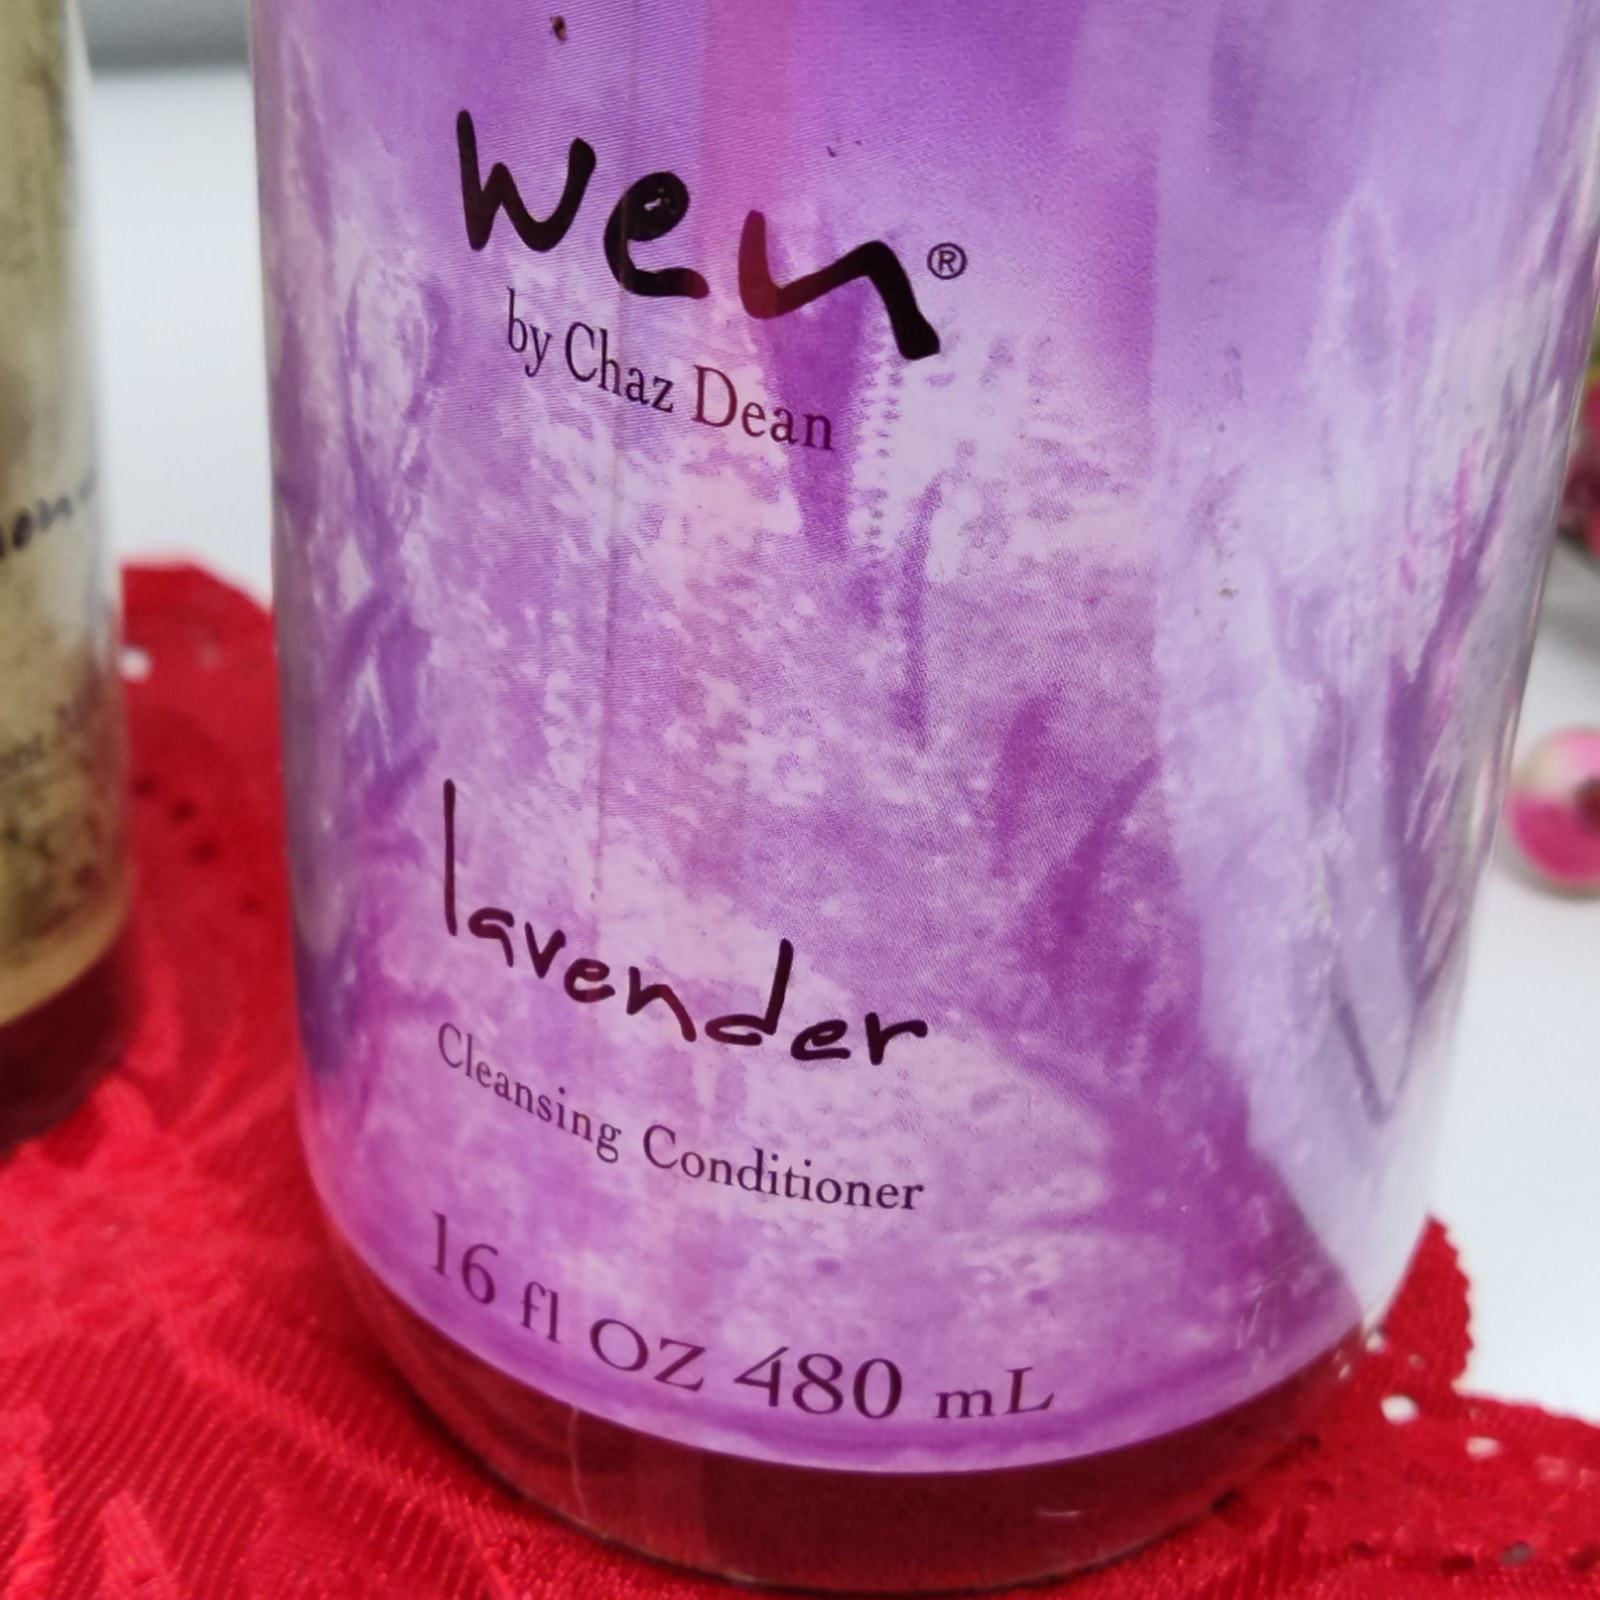 wen®
by Chaz Dean
lavender
Cleansing Conditioner
16 fl OZ 480 mL